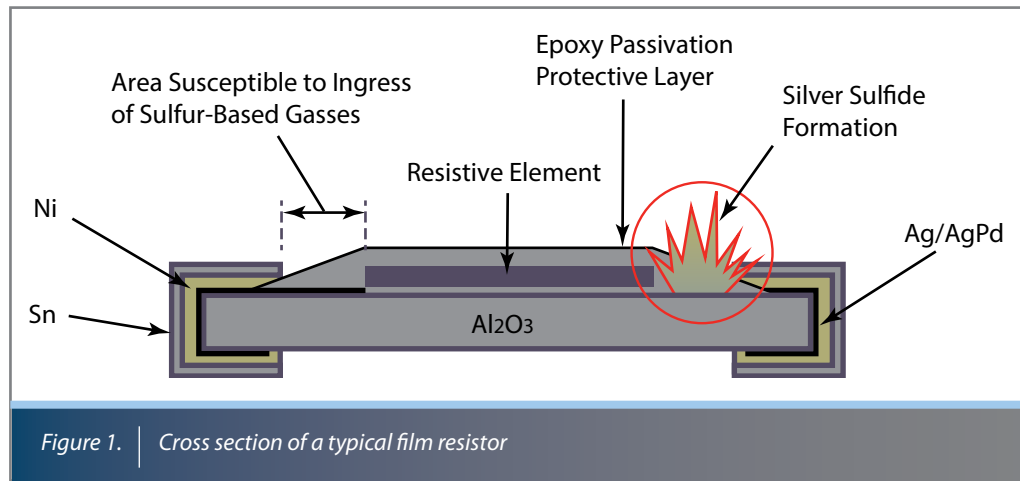 Epoxy Passivation
Protective Layer
Area Susceptible to Ingress
of Sulfur-Based Gasses
Silver Sulfide
Formation
Resistive Element
Ni
Ag/AgPd
Sn
Al2O3
Figure 1. | Cross section of a typical film resistor